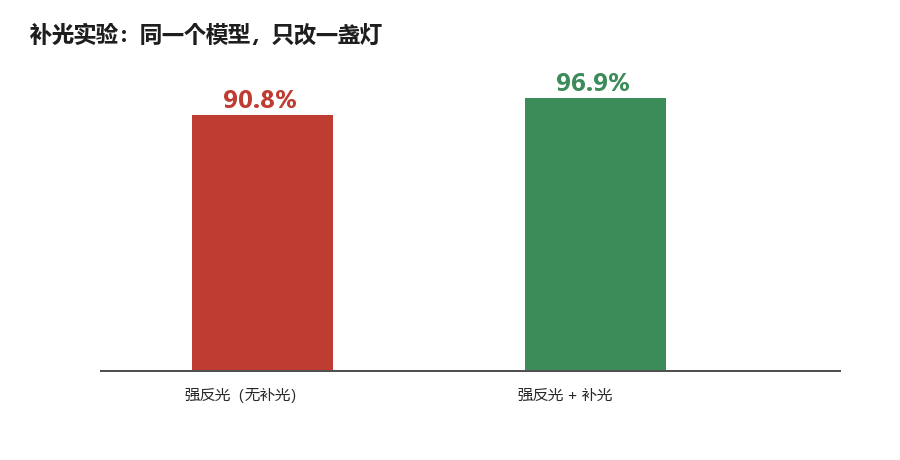 补光实验：同一个模型，只改一盏灯
90.8%
96.9%
强反光（无补光）
强反光 + 补光